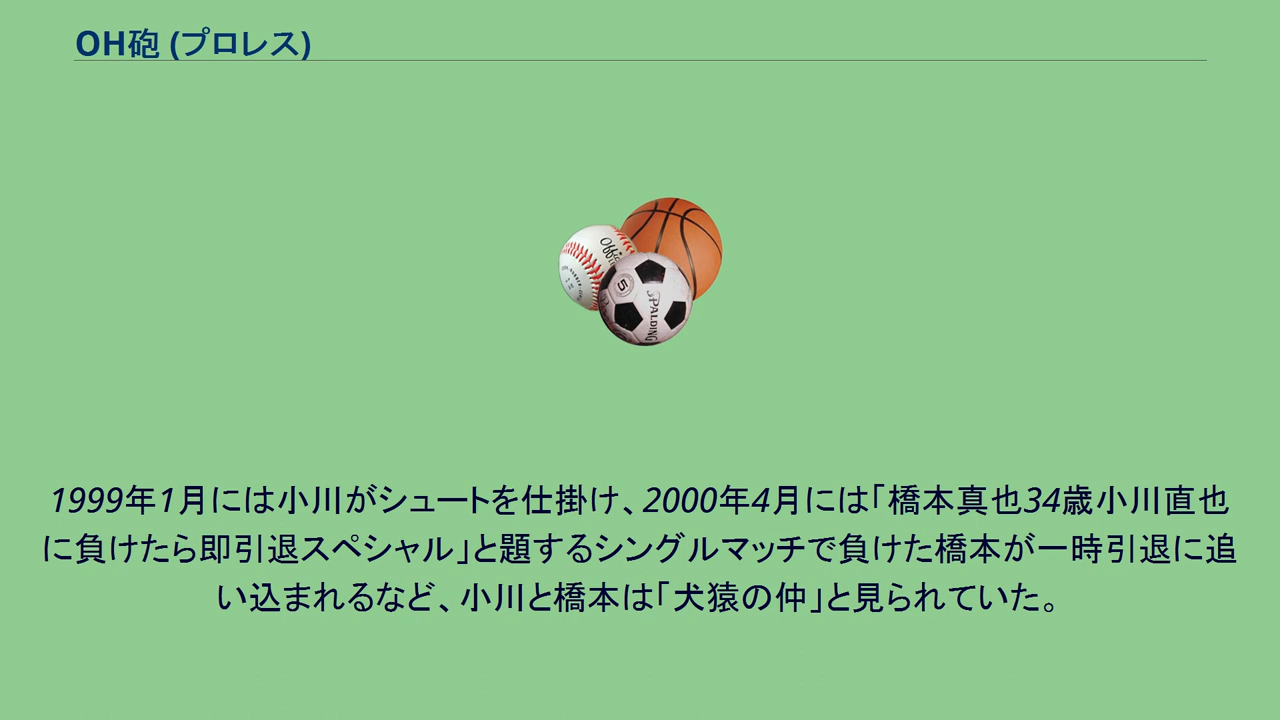 OH砲 (プロレス)
Offic
5
SPALDING
1999年1月には小川がシュートを仕掛け、2000年4月には「橋本真也34歳小川直也
に負けたら即引退スペシャル」と題するシングルマッチで負けた橋本が一時引退に追
い込まれるなど、小川と橋本は「犬猿の仲」と見られていた。